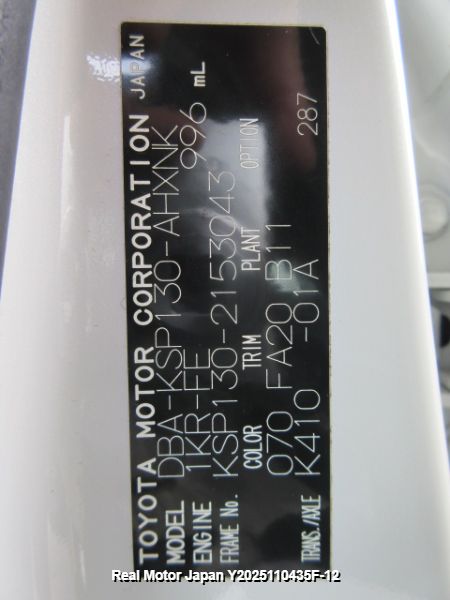 TOYOTA MOTOR CORPORATION JAPAN
MODEL DBA-KSP130-AHXNK
ENGINE 1KR-FE 996 mL
FRAME No. KSP130-2153043
COLOR TRIM PLANT OPTION
070 FA20 B11
TRANS./AXLE K410 -01A 287
Real Motor Japan Y2025110435F-12